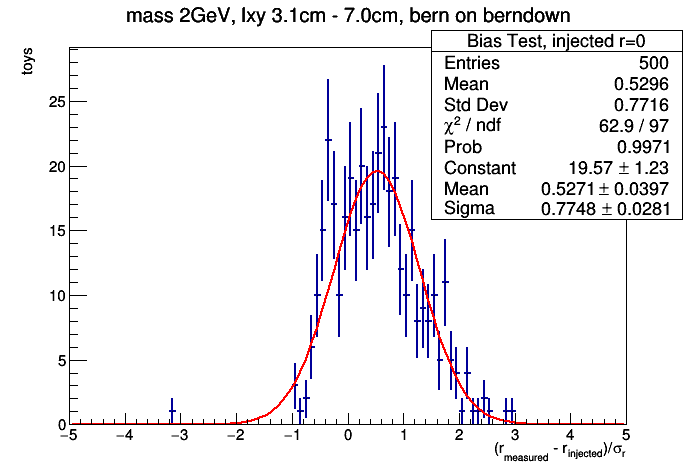 mass 2GeV, lxy 3.1cm - 7.0cm, bern on berndown
Bias Test, injected r=0
Entries 500
Mean 0.5296
Std Dev 0.7716
χ² / ndf 62.9 / 97
Prob 0.9971
Constant 19.57 ± 1.23
Mean 0.5271 ± 0.0397
Sigma 0.7748 ± 0.0281
toys
25
20
15
10
5
0
−5 −4 −3 −2 −1 0 1 2 3 4 5
(r_measured - r_injected)/σ_r